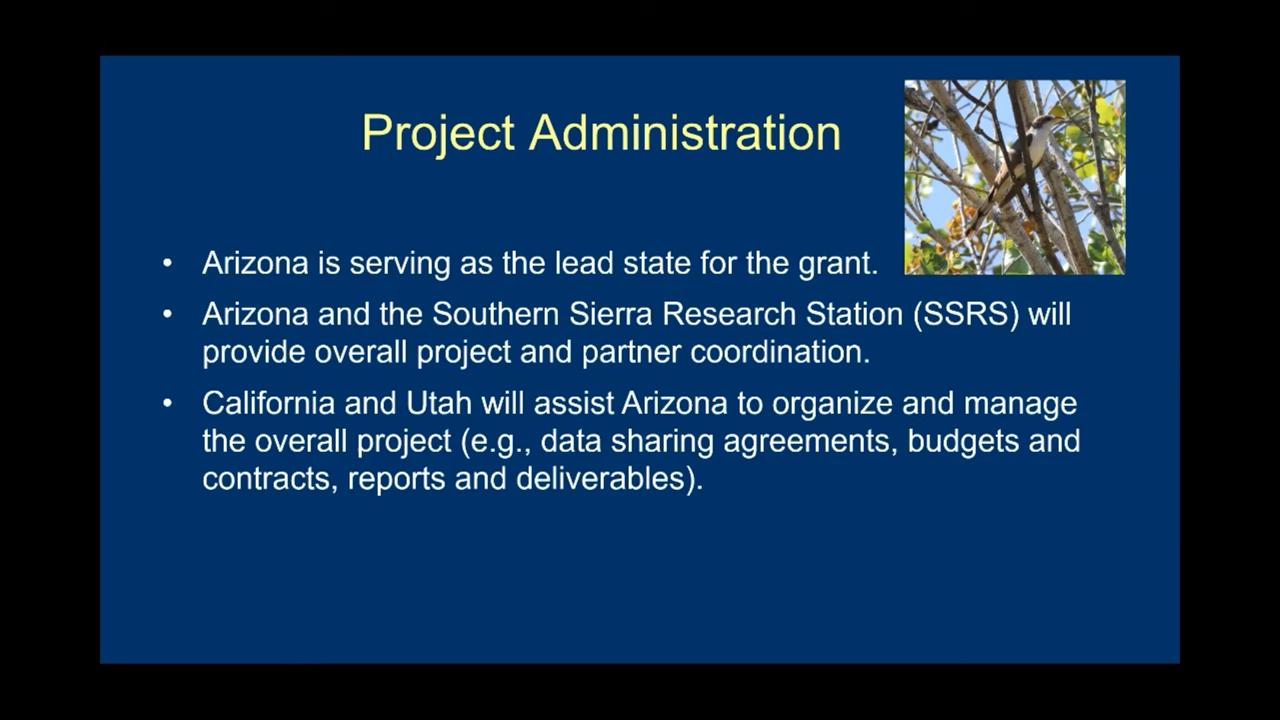 Project Administration
• Arizona is serving as the lead state for the grant.
• Arizona and the Southern Sierra Research Station (SSRS) will
provide overall project and partner coordination.
• California and Utah will assist Arizona to organize and manage
the overall project (e.g., data sharing agreements, budgets and
contracts, reports and deliverables).